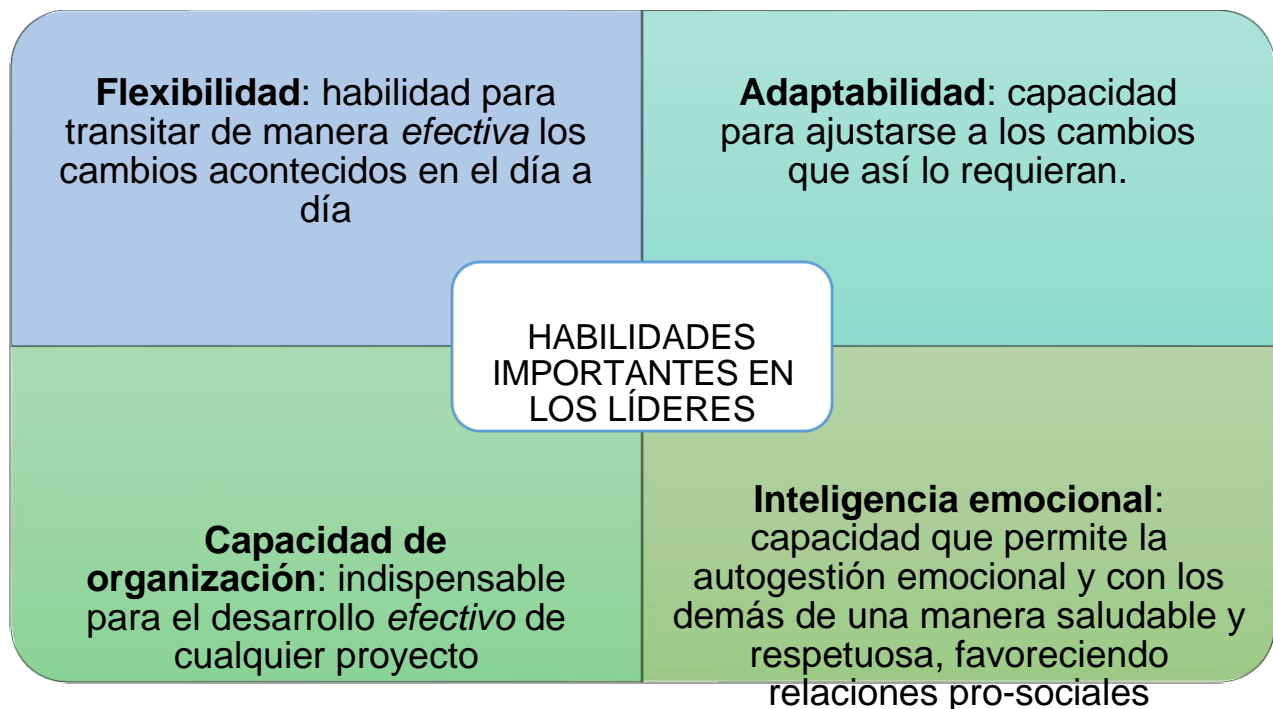 Flexibilidad: habilidad para
transitar de manera efectiva los
cambios acontecidos en el día a
día
Adaptabilidad: capacidad
para ajustarse a los cambios
que así lo requieran.
HABILIDADES
IMPORTANTES EN
LOS LÍDERES
Capacidad de
organización: indispensable
para el desarrollo efectivo de
cualquier proyecto
Inteligencia emocional:
capacidad que permite la
autogestión emocional y con los
demás de una manera saludable y
respetuosa, favoreciendo
relaciones pro-sociales